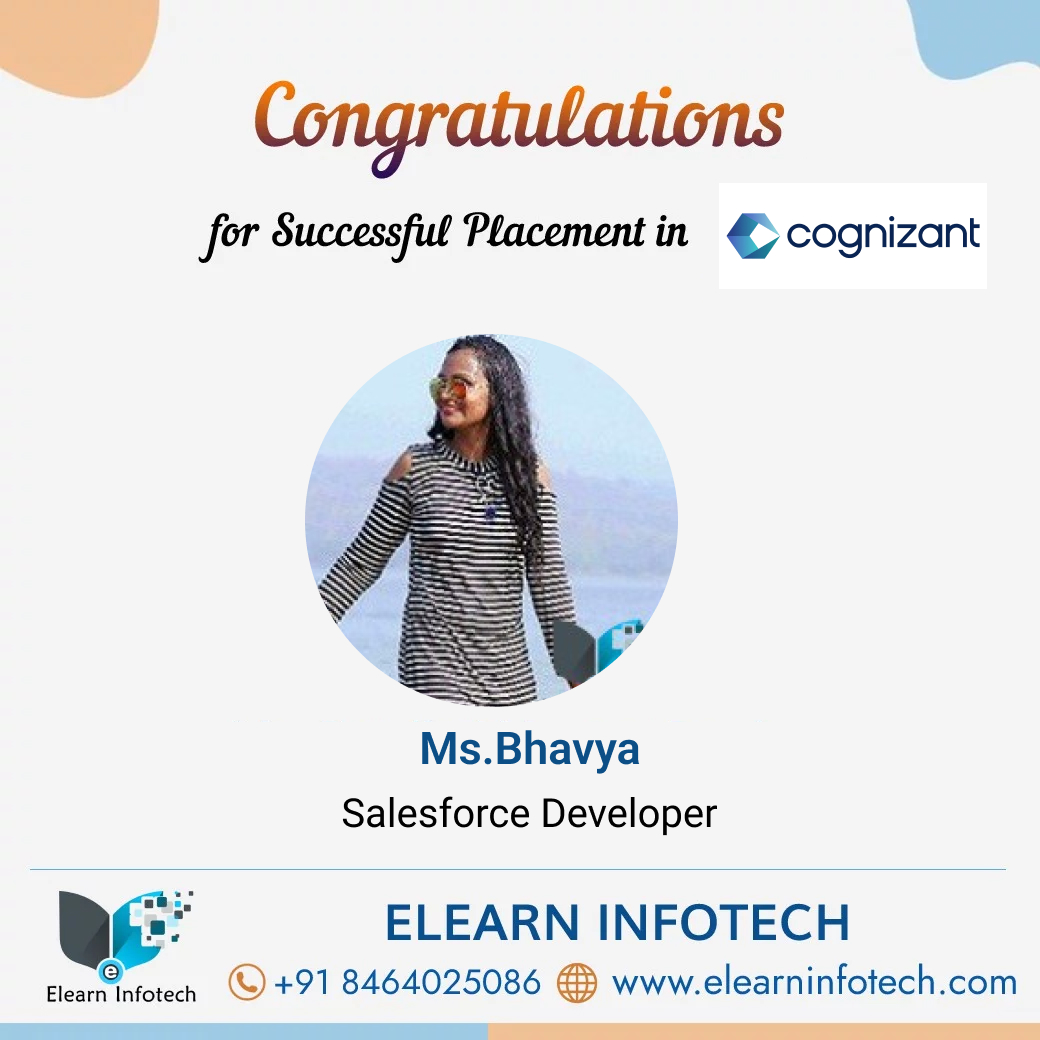 Congratulations
for Successful Placement in
cognizant
Ms.Bhavya
Salesforce Developer
e
Elearn Infotech
ELEARN INFOTECH
+91 8464025086 www.elearninfotech.com